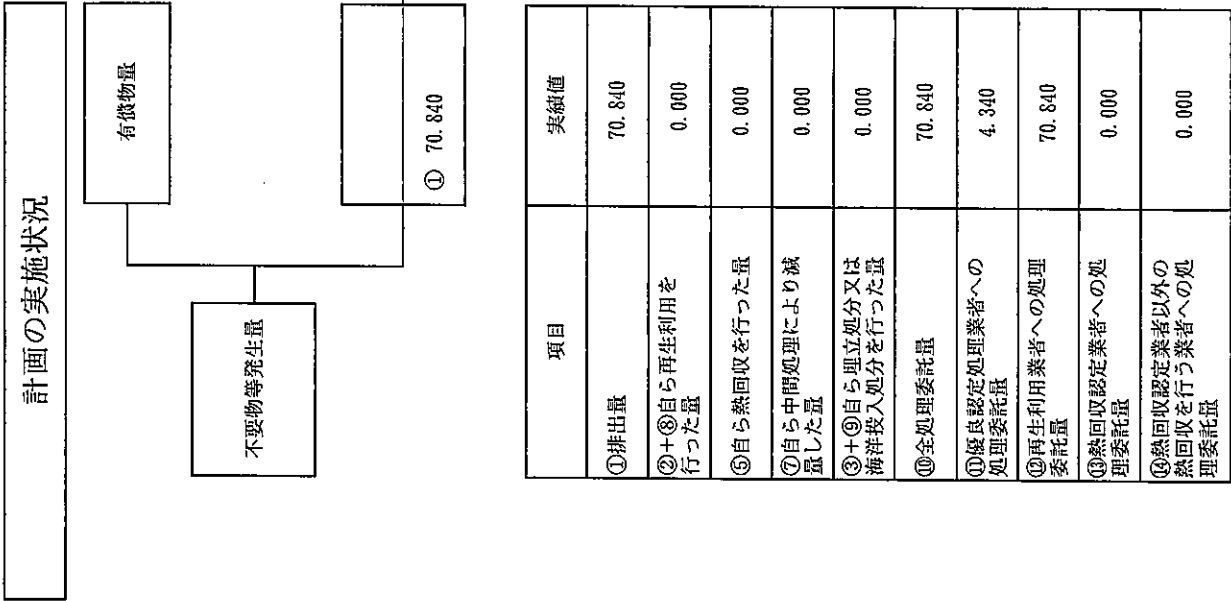 計画の実施状況
有償物量
不要物等発生量
① 70.840
項目
実績値
①排出量
70.840
②+⑧自ら再生利用を
行った量
0.000
⑤自ら熱回収を行った量
0.000
⑦自ら中間処理により減
量した量
0.000
③+⑨自ら埋立処分又は
海洋投入処分を行った量
0.000
⑩全処理委託量
70.840
⑪優良認定処理業者への
処理委託量
4.340
⑫再生利用業者への処理
委託量
70.840
⑬熱回収認定業者への処
理委託量
0.000
⑭熱回収認定業者以外の
熱回収を行う業者への処
理委託量
0.000